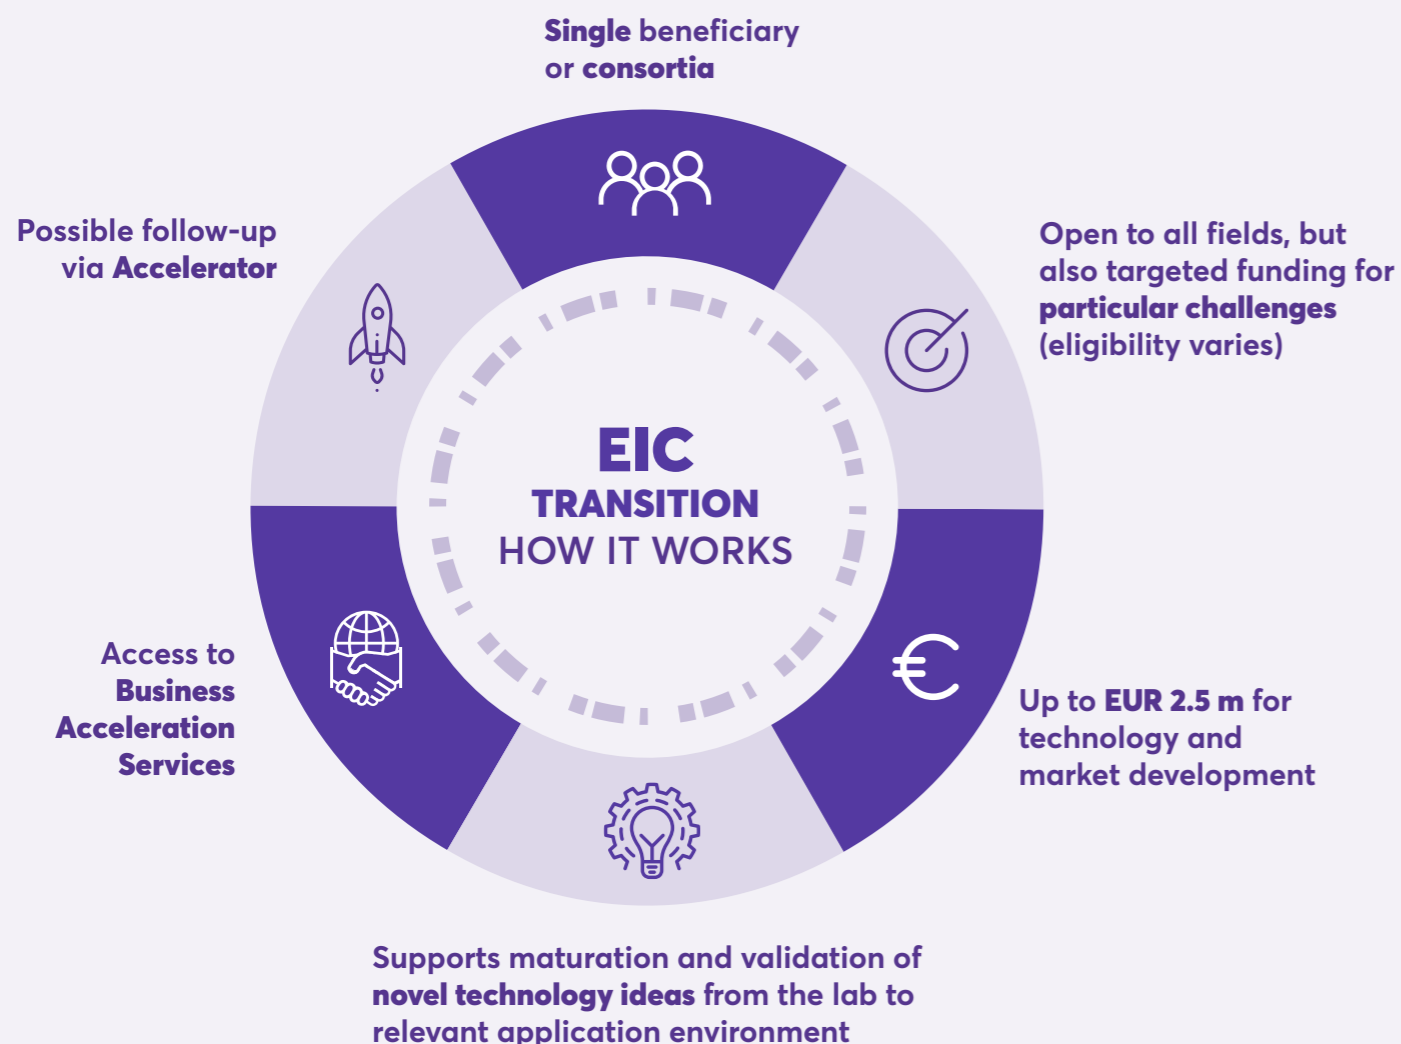 Single beneficiary
or consortia
Open to all fields, but
also targeted funding for
particular challenges
(eligibility varies)
Up to EUR 2.5 m for
technology and
market development
Supports maturation and validation of
novel technology ideas from the lab to
relevant application environment
Access to
Business
Acceleration
Services
Possible follow-up
via Accelerator
EIC
TRANSITION
HOW IT WORKS